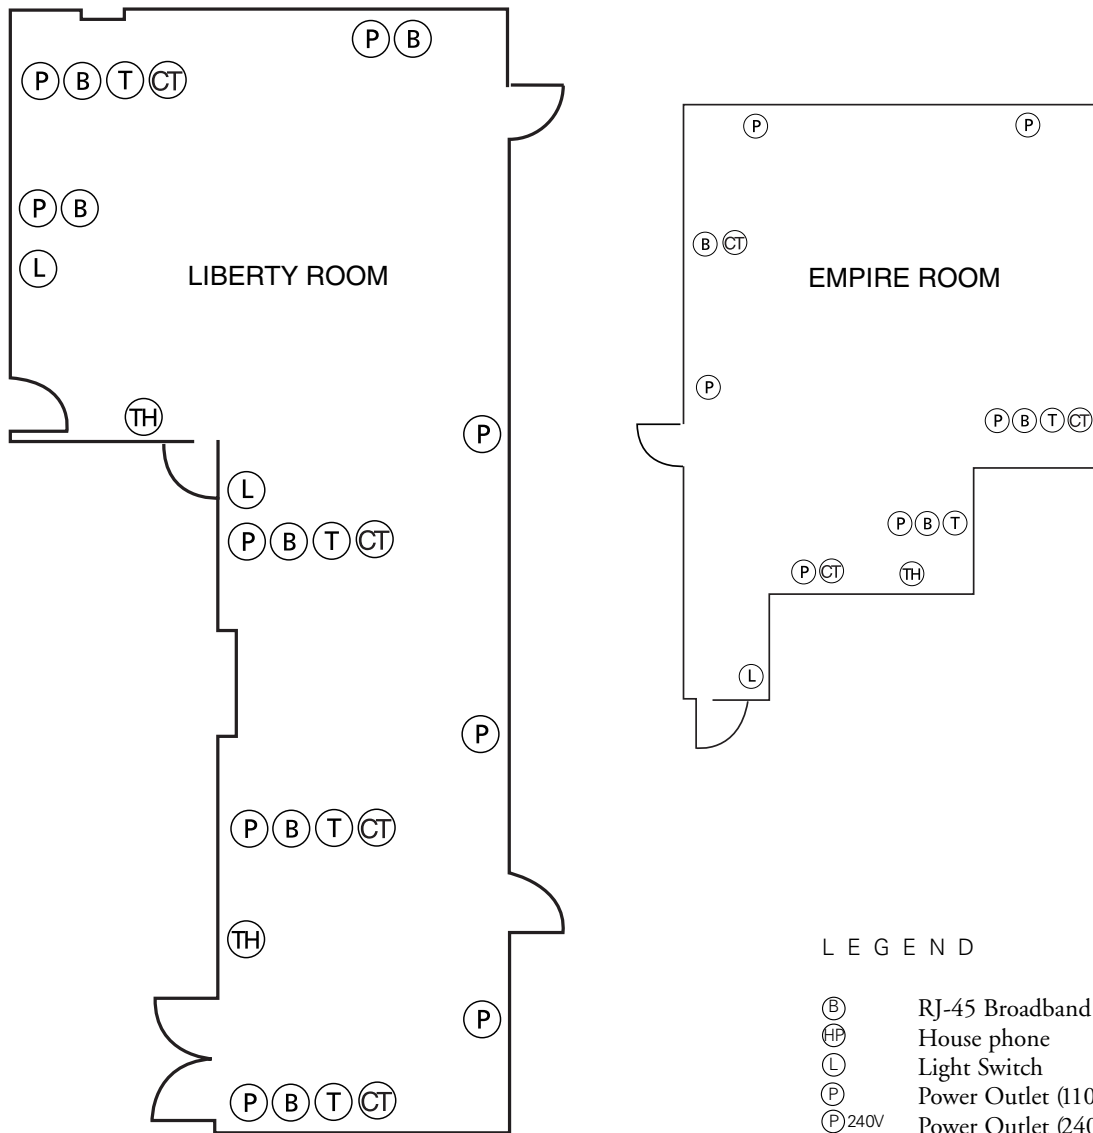 P B
P B T CT
P B
L
LIBERTY ROOM
TH
P
L
P B T CT
P
P B T CT
TH
P
P B T CT
P P
B CT
EMPIRE ROOM
P
P B T CT
P B T
P CT TH
L
LEGEND
B RJ-45 Broadband
HP House phone
L Light Switch
P Power Outlet (110
P 240V Power Outlet (240